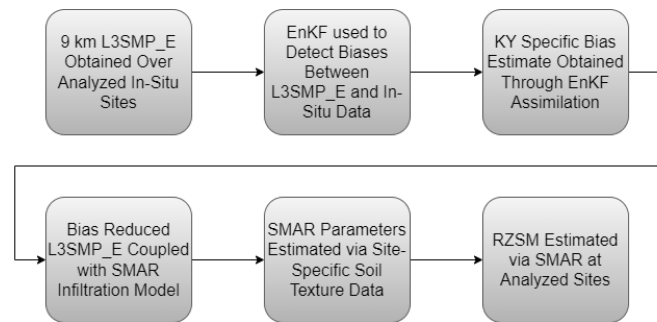 9 km L3SMP_E
Obtained Over
Analyzed In-Situ
Sites
EnKF used to
Detect Biases
Between
L3SMP_E and In-
Situ Data
KY Specific Bias
Estimate Obtained
Through EnKF
Assimilation
Bias Reduced
L3SMP_E Coupled
with SMAR
Infiltration Model
SMAR Parameters
Estimated via Site-
Specific Soil
Texture Data
RZSM Estimated
via SMAR at
Analyzed Sites